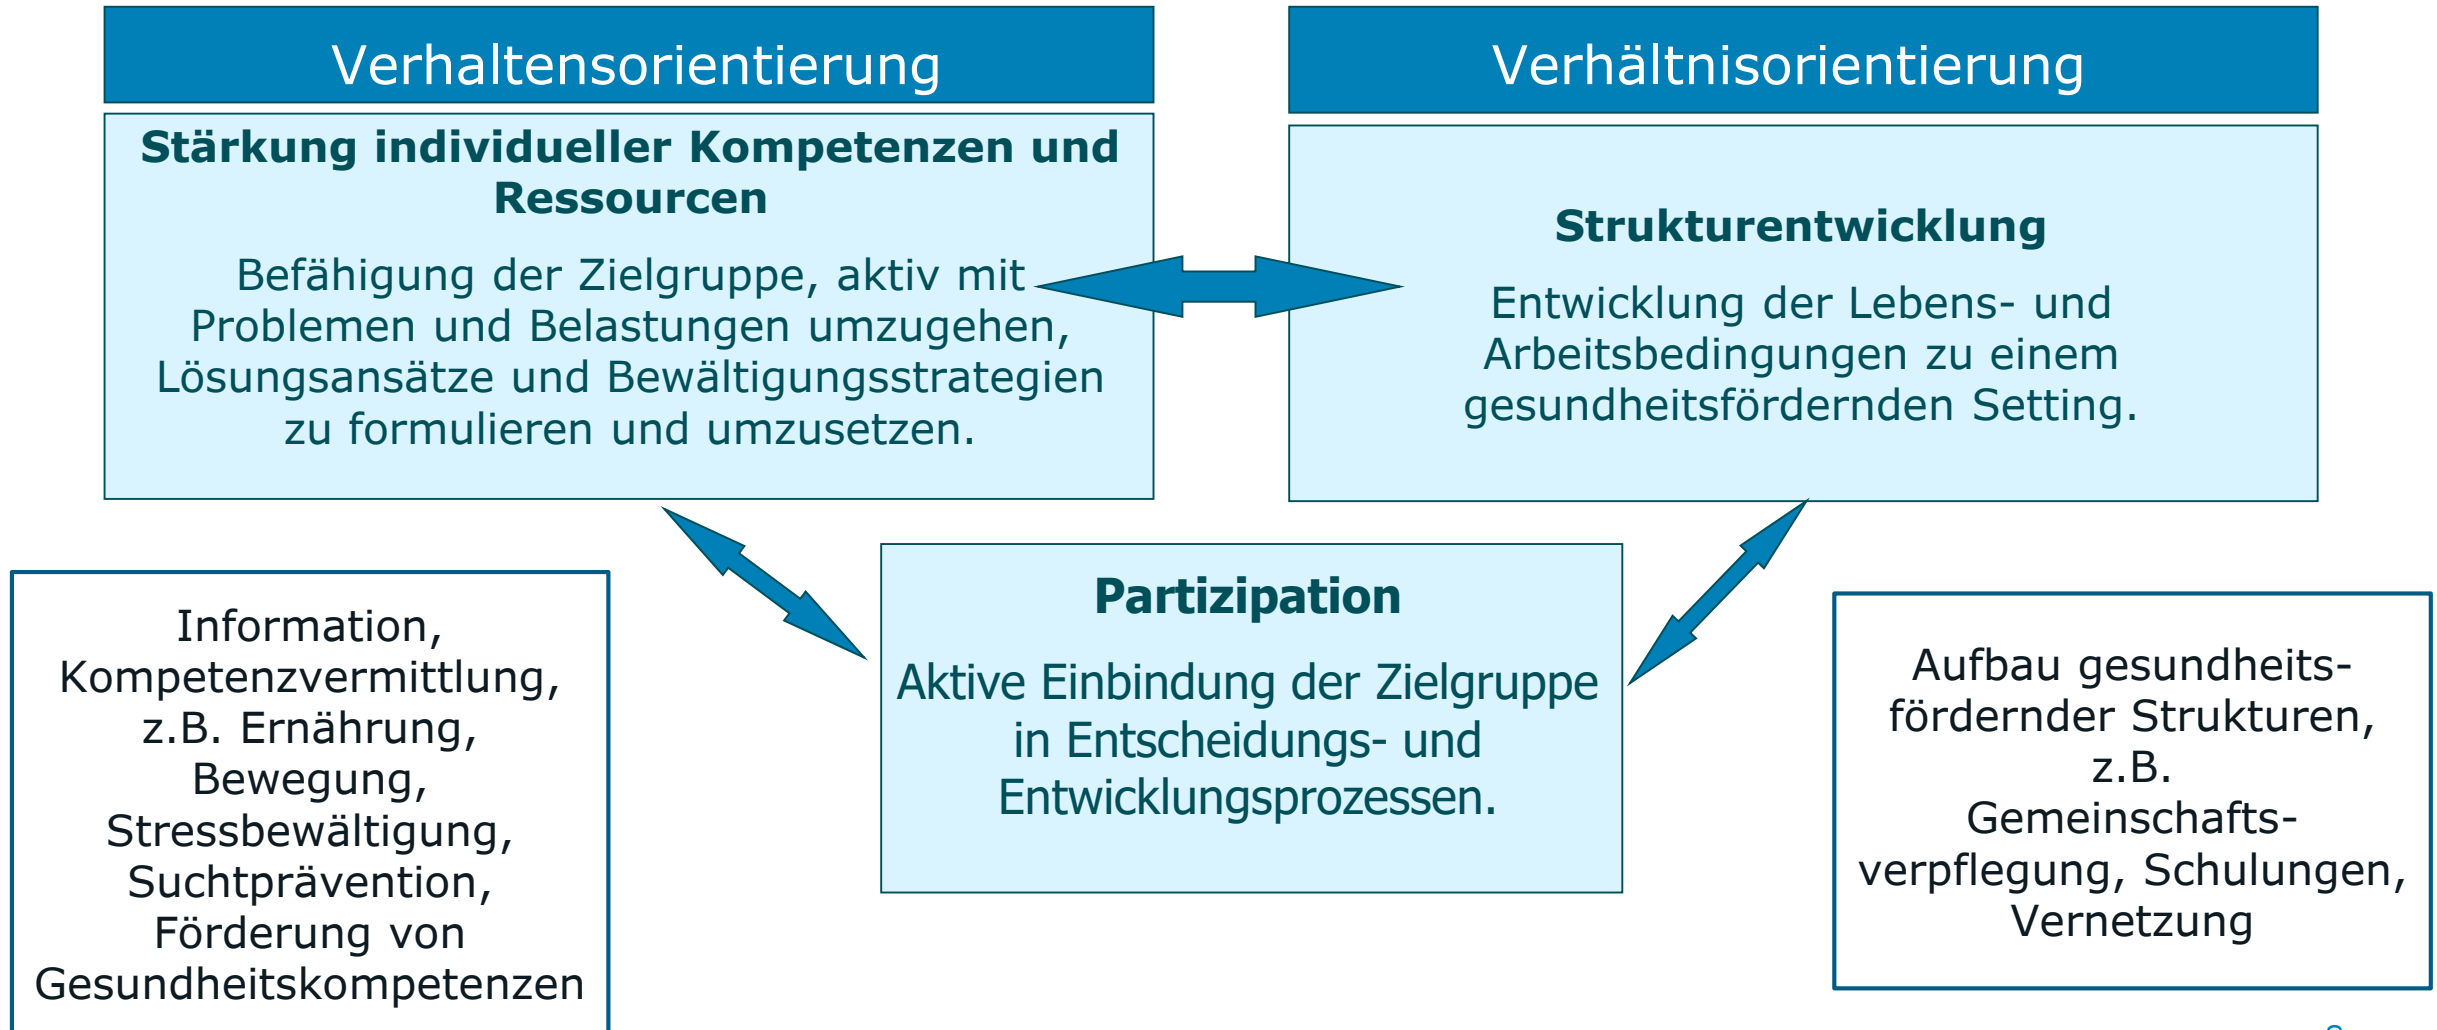 Verhaltensorientierung
Stärkung individueller Kompetenzen und
Ressourcen
Befähigung der Zielgruppe, aktiv mit
Problemen und Belastungen umzugehen,
Lösungsansätze und Bewältigungsstrategien
zu formulieren und umzusetzen.
Verhältnisorientierung
Strukturentwicklung
Entwicklung der Lebens- und
Arbeitsbedingungen zu einem
gesundheitsfördernden Setting.
Information,
Kompetenzvermittlung,
z.B. Ernährung,
Bewegung,
Stressbewältigung,
Suchtprävention,
Förderung von
Gesundheitskompetenzen
Partizipation
Aktive Einbindung der Zielgruppe
in Entscheidungs- und
Entwicklungsprozessen.
Aufbau gesundheits-
fördernder Strukturen,
z.B.
Gemeinschafts-
verpflegung, Schulungen,
Vernetzung